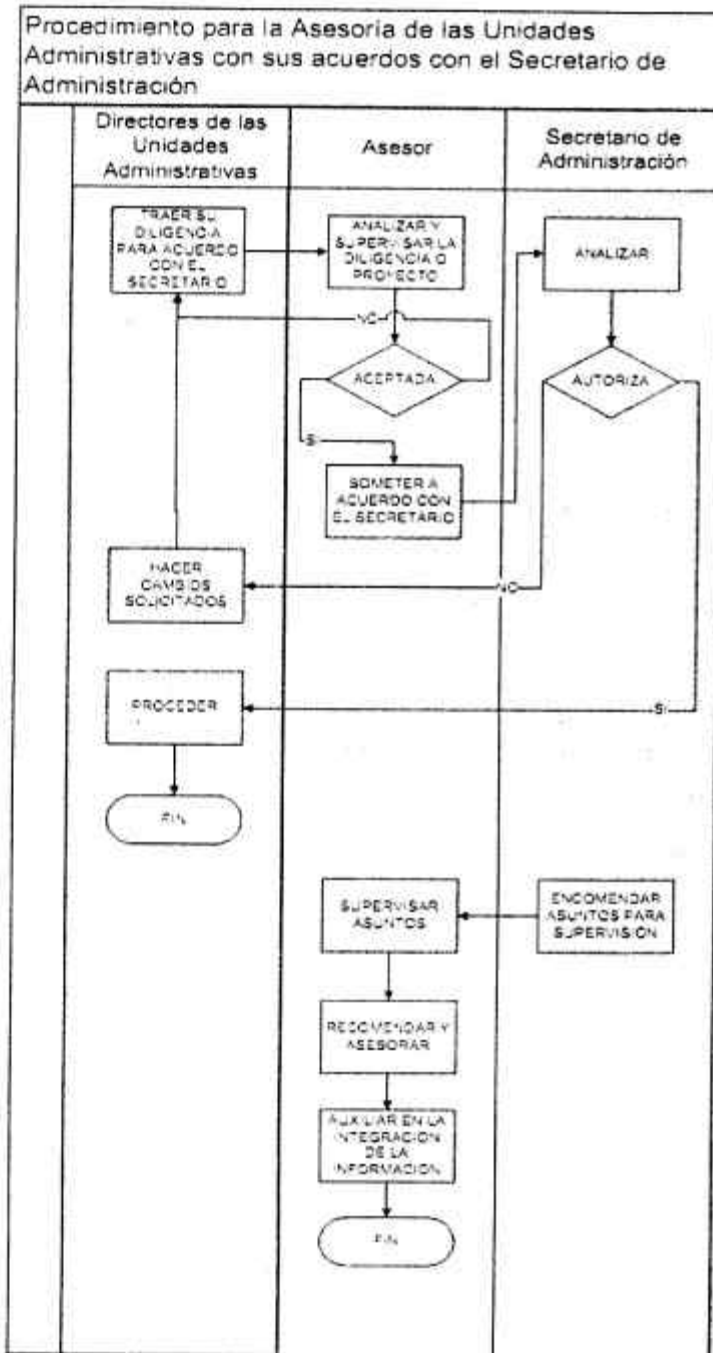 Procedimiento para la Asesoría de las Unidades
Administrativas con sus acuerdos con el Secretario de
Administración
Directores de las
Unidades
Administrativas
Asesor
Secretario de
Administración
TRAER SU
DILIGENCIA
PARA ACUERDO
CON EL
SECRETARIO
ANALIZAR Y
SUPERVISAR LA
DILIGENCIA O
PROYECTO
ANALIZAR
NO
ACEPTADA
AUTORIZA
SI
SOMETER A
ACUERDO CON
EL SECRETARIO
HACER
CAMBIOS
SOLICITADOS
NO
PROCEDER
SI
FIN
SUPERVISAR
ASUNTOS
ENCOMENDAR
ASUNTOS PARA
SUPERVISIÓN
RECOMENDAR Y
ASESORAR
AUXILIAR EN LA
INTEGRACION
DE LA
INFORMACION
FIN